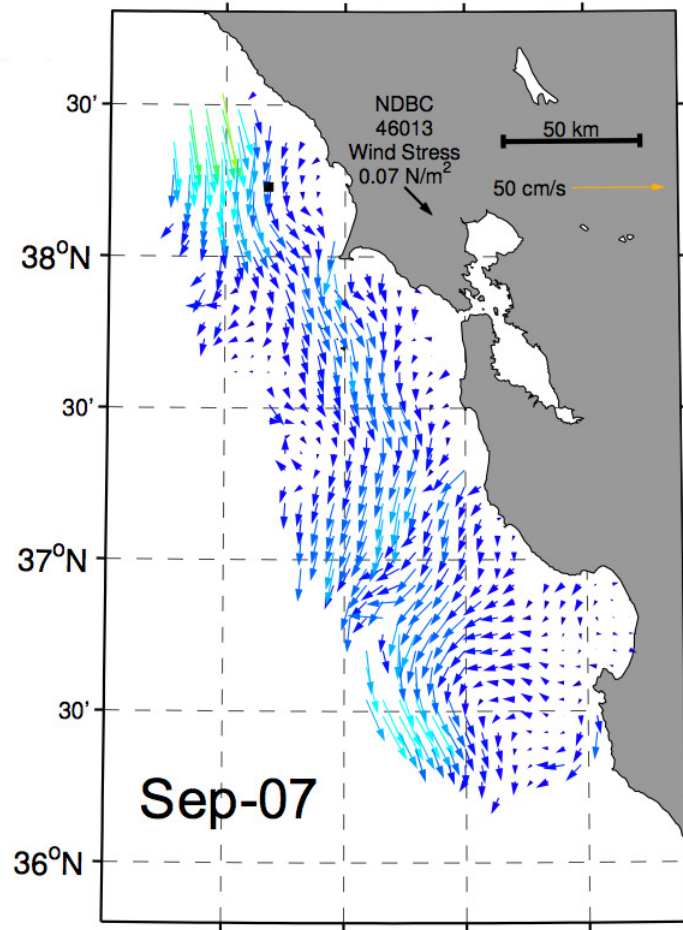 30’
NDBC
46013
Wind Stress
0.07 N/m²
50 km
50 cm/s
38°N
30’
37°N
30’
Sep-07
36°N